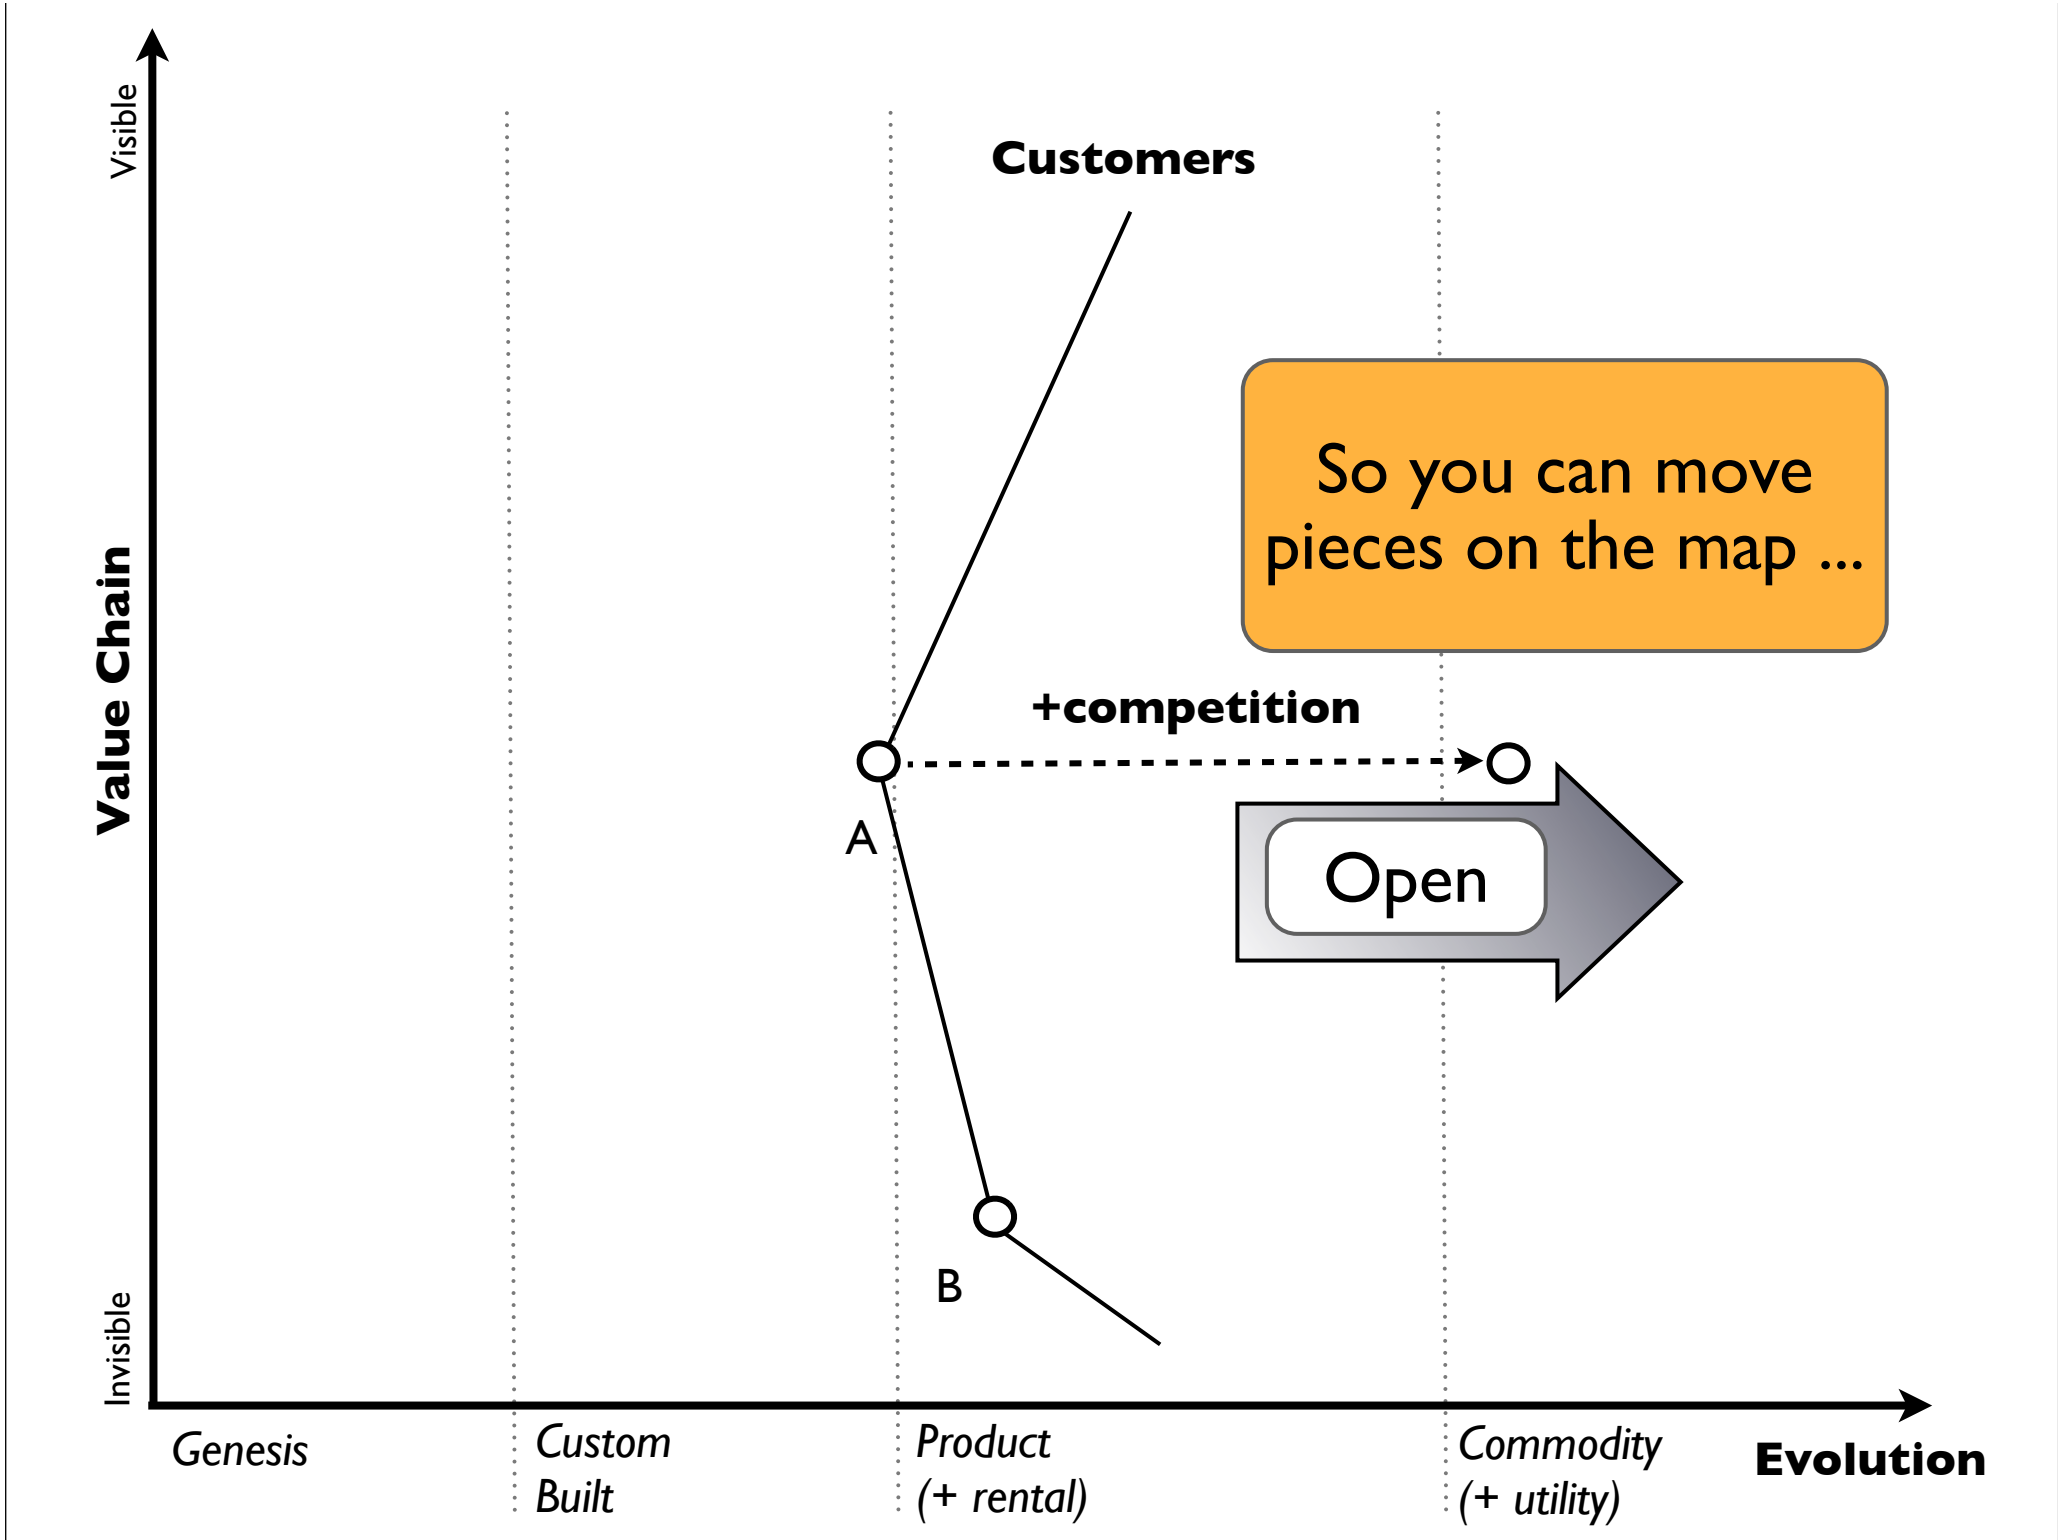 Visible
Customers
So you can move
pieces on the map ...
Value Chain
+competition
A
Open
B
Invisible
Genesis
Custom
Built
Product
(+ rental)
Commodity
(+ utility)
Evolution